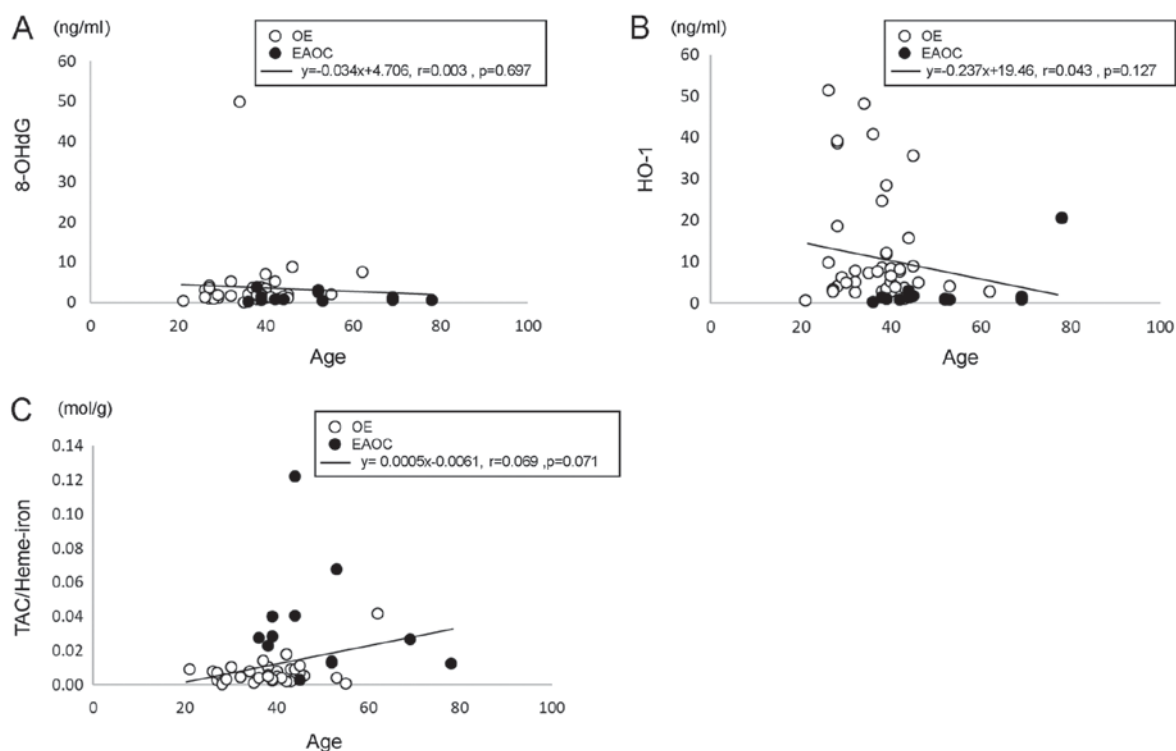 A (ng/ml)
OE
EAOC
y=-0.034x+4.706, r=0.003 , p=0.697
60
50
40
30
20
10
0
8-OHdG
0 20 40 60 80 100
Age
B (ng/ml)
OE
EAOC
y=-0.237x+19.46, r=0.043 , p=0.127
60
50
40
30
20
10
0
HO-1
0 20 40 60 80 100
Age
C (mol/g)
OE
EAOC
y= 0.0005x-0.0061, r=0.069 ,p=0.071
0.14
0.12
0.10
0.08
0.06
0.04
0.02
0.00
TAC/Heme-iron
0 20 40 60 80 100
Age